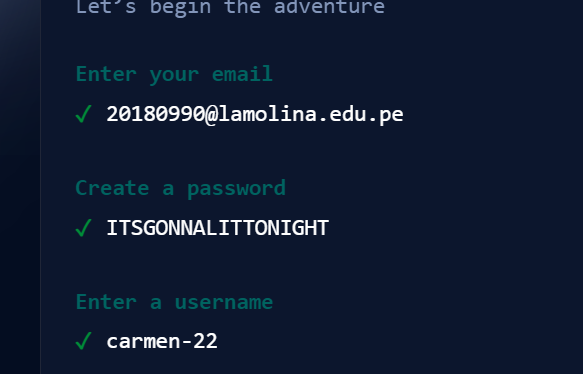 Let's begin the adventure
Enter your email
✓ 20180990@lamolina.edu.pe
Create a password
✓ ITSGONNALITTONIGHT
Enter a username
✓ carmen-22